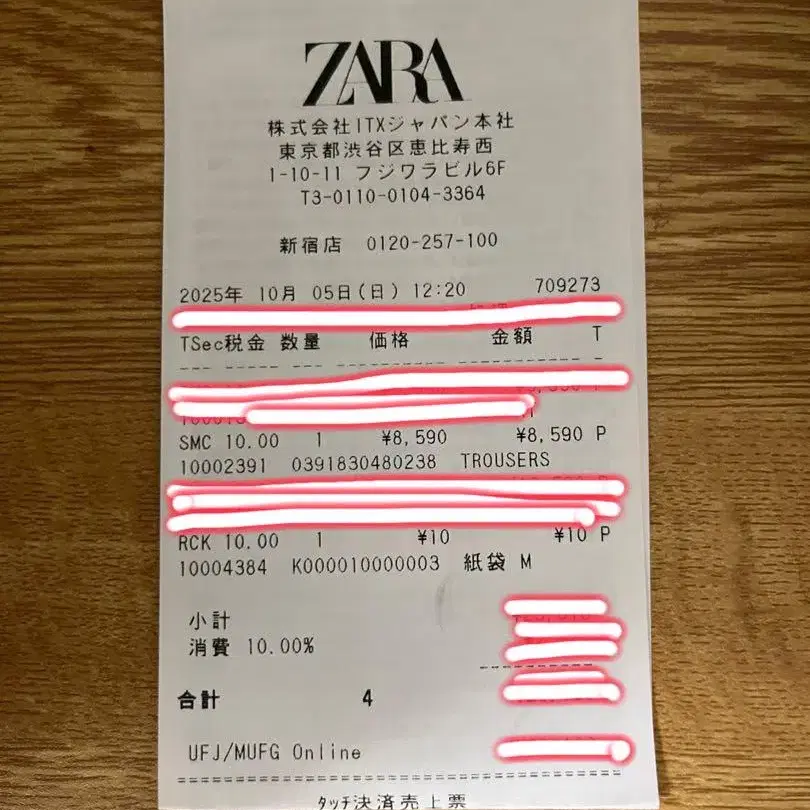 ZARA
株式会社ITXジャパン本社
東京都渋谷区恵比寿西
1-10-11 フジワラビル6F
T3-0110-0104-3364
新宿店 0120-257-100
2025年 10月 05日(日) 12:20 709273
TSec税金 数量 価格 金額 T
SMC 10.00 1 ¥8,590 ¥8,590 P
10002391 0391830480238 TROUSERS
RCK 10.00 1 ¥10 ¥10 P
10004384 K000010000003 紙袋 M
小計
消費 10.00%
合計 4
UFJ/MUFG Online
タッチ決済売上票